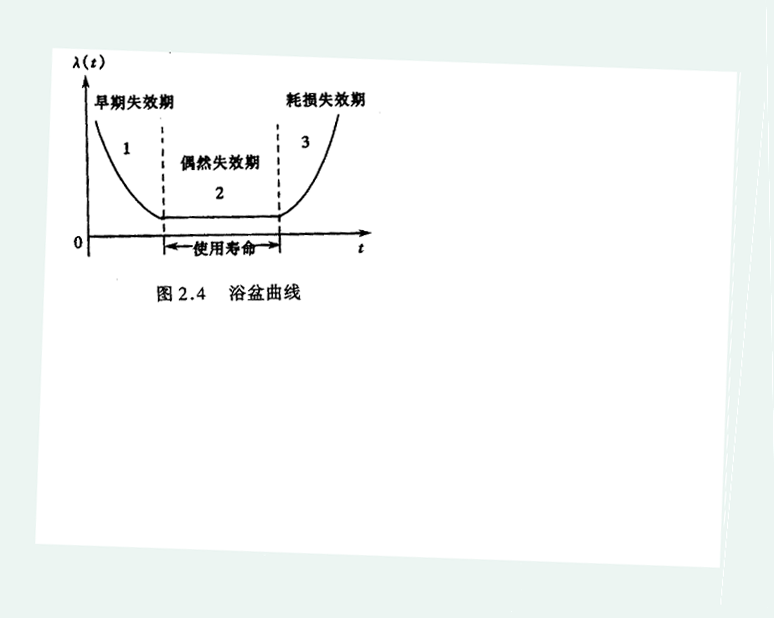 λ(t)
早期失效期
耗损失效期
1
3
偶然失效期
2
0
使用寿命
t
图 2.4 浴盆曲线